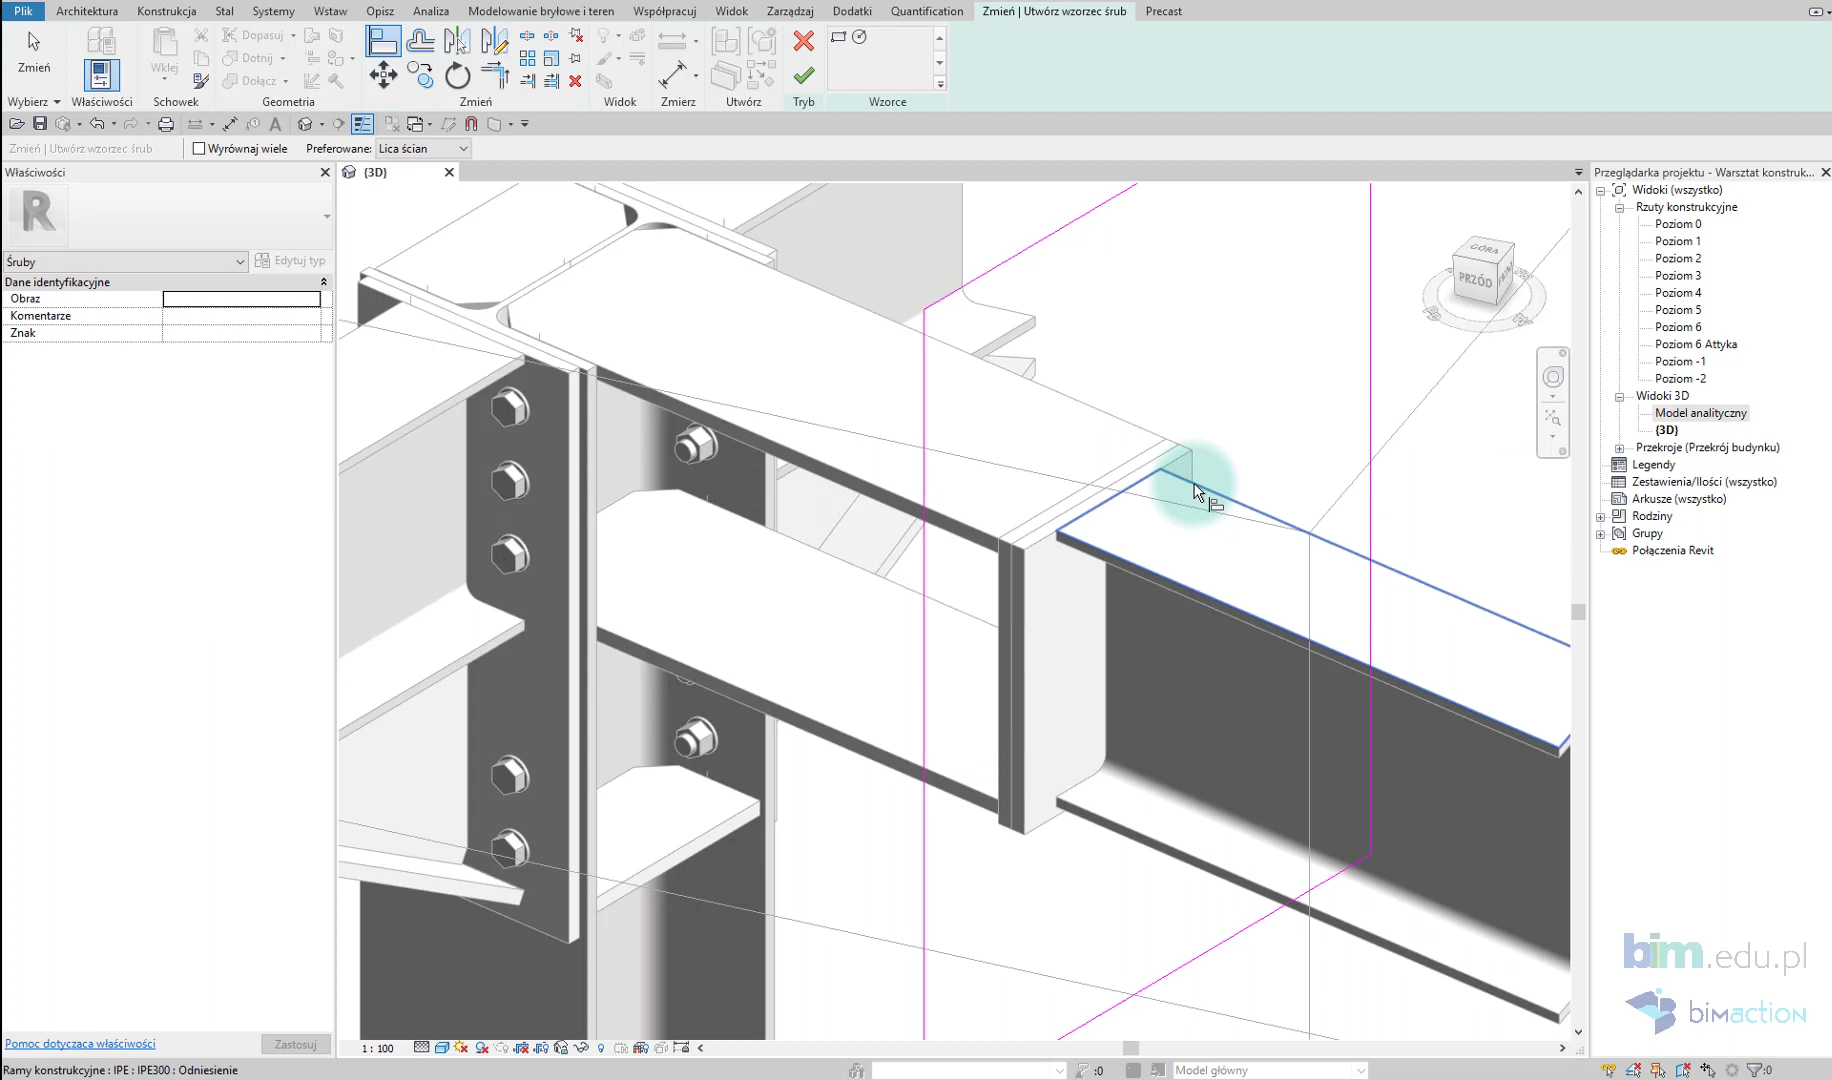 Plik Architektura Konstrukcja Stal Systemy Wstaw Opisz Analiza Modelowanie bryłowe i teren Współpracuj Widok Zarządzaj Dodatki Quantification Zmień | Utwórz wzorzec śrub Precast
Zmień
Wklej
Dopasuj
Dotnij
Dołącz
Wybierz Właściwości Schowek Geometria Zmień Widok Zmierz Utwórz Tryb Wzorce
Zmień | Utwórz wzorzec śrub Wyrównaj wiele Preferowane: Lica ścian
Właściwości
{3D}
Przeglądarka projektu - Warsztat konstruk...
Śruby
Edytuj typ
Dane identyfikacyjne
Obraz
Komentarze
Znak
GÓRA
PRZÓD
Widoki (wszystko)
Rzuty konstrukcyjne
Poziom 0
Poziom 1
Poziom 2
Poziom 3
Poziom 4
Poziom 5
Poziom 6
Poziom 6 Attyka
Poziom -1
Poziom -2
Widoki 3D
Model analityczny
{3D}
Przekroje (Przekrój budynku)
Legendy
Zestawienia/Ilości (wszystko)
Arkusze (wszystko)
Rodziny
Grupy
Połączenia Revit
bim.edu.pl
bimaction
Pomoc dotycząca właściwości
Zastosuj
1 : 100
Ramy konstrukcyjne : IPE : IPE300 : Odniesienie
:0
Model główny
:0